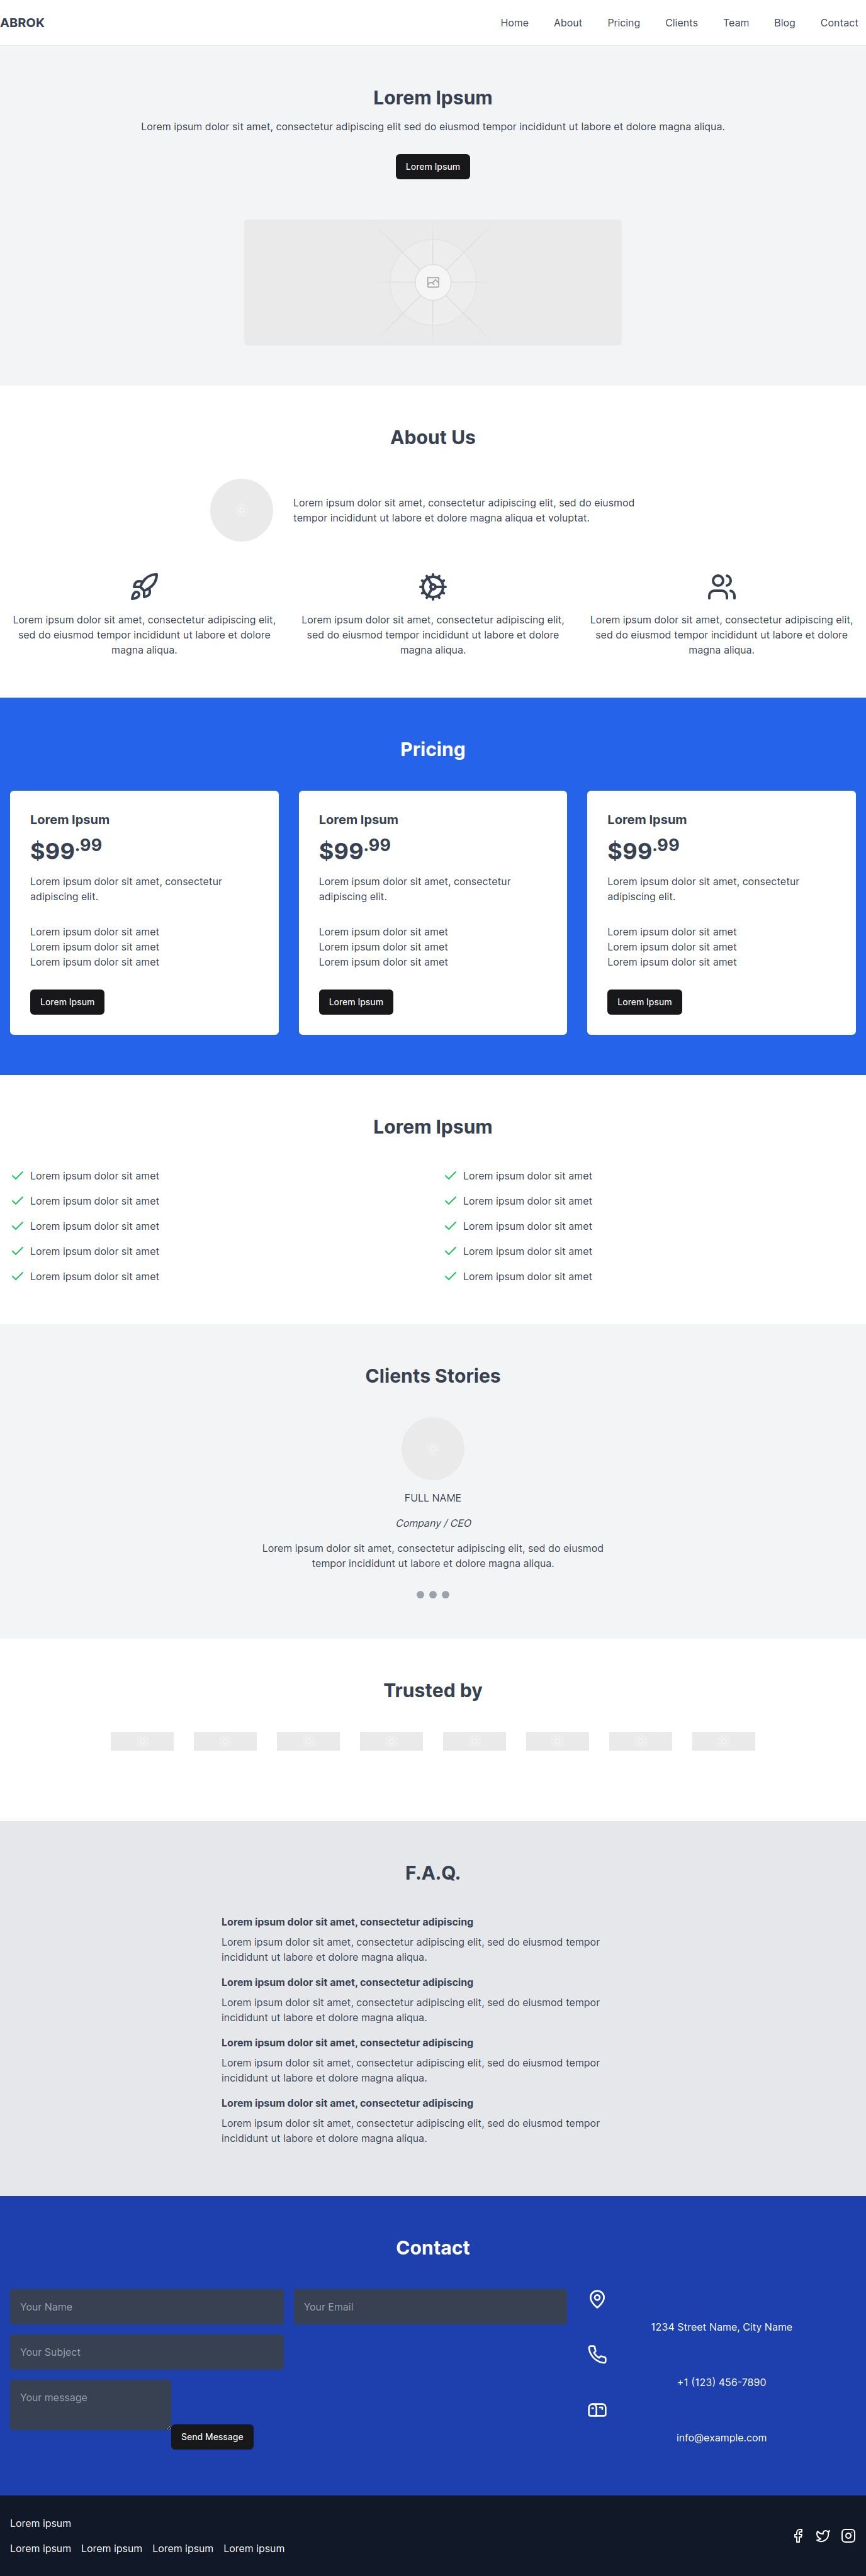 ABROK
Home About Pricing Clients Team Blog Contact
Lorem Ipsum
Lorem ipsum dolor sit amet, consectetur adipiscing elit sed do eiusmod tempor incididunt ut labore et dolore magna aliqua.
Lorem Ipsum
About Us
Lorem ipsum dolor sit amet, consectetur adipiscing elit, sed do eiusmod
tempor incididunt ut labore et dolore magna aliqua et voluptat.
Lorem ipsum dolor sit amet, consectetur adipiscing elit,
sed do eiusmod tempor incididunt ut labore et dolore
magna aliqua.
Lorem ipsum dolor sit amet, consectetur adipiscing elit,
sed do eiusmod tempor incididunt ut labore et dolore
magna aliqua.
Lorem ipsum dolor sit amet, consectetur adipiscing elit,
sed do eiusmod tempor incididunt ut labore et dolore
magna aliqua.
Pricing
Lorem Ipsum
$99.99
Lorem ipsum dolor sit amet, consectetur
adipiscing elit.
Lorem ipsum dolor sit amet
Lorem ipsum dolor sit amet
Lorem ipsum dolor sit amet
Lorem Ipsum
Lorem Ipsum
$99.99
Lorem ipsum dolor sit amet, consectetur
adipiscing elit.
Lorem ipsum dolor sit amet
Lorem ipsum dolor sit amet
Lorem ipsum dolor sit amet
Lorem Ipsum
Lorem Ipsum
$99.99
Lorem ipsum dolor sit amet, consectetur
adipiscing elit.
Lorem ipsum dolor sit amet
Lorem ipsum dolor sit amet
Lorem ipsum dolor sit amet
Lorem Ipsum
Lorem Ipsum
Lorem ipsum dolor sit amet
Lorem ipsum dolor sit amet
Lorem ipsum dolor sit amet
Lorem ipsum dolor sit amet
Lorem ipsum dolor sit amet
Lorem ipsum dolor sit amet
Lorem ipsum dolor sit amet
Lorem ipsum dolor sit amet
Lorem ipsum dolor sit amet
Lorem ipsum dolor sit amet
Clients Stories
FULL NAME
Company / CEO
Lorem ipsum dolor sit amet, consectetur adipiscing elit, sed do eiusmod
tempor incididunt ut labore et dolore magna aliqua.
Trusted by
F.A.Q.
Lorem ipsum dolor sit amet, consectetur adipiscing
Lorem ipsum dolor sit amet, consectetur adipiscing elit, sed do eiusmod tempor
incididunt ut labore et dolore magna aliqua.
Lorem ipsum dolor sit amet, consectetur adipiscing
Lorem ipsum dolor sit amet, consectetur adipiscing elit, sed do eiusmod tempor
incididunt ut labore et dolore magna aliqua.
Lorem ipsum dolor sit amet, consectetur adipiscing
Lorem ipsum dolor sit amet, consectetur adipiscing elit, sed do eiusmod tempor
incididunt ut labore et dolore magna aliqua.
Lorem ipsum dolor sit amet, consectetur adipiscing
Lorem ipsum dolor sit amet, consectetur adipiscing elit, sed do eiusmod tempor
incididunt ut labore et dolore magna aliqua.
Contact
Your Name
Your Email
Your Subject
Your message
Send Message
1234 Street Name, City Name
+1 (123) 456-7890
info@example.com
Lorem ipsum
Lorem ipsum Lorem ipsum Lorem ipsum Lorem ipsum